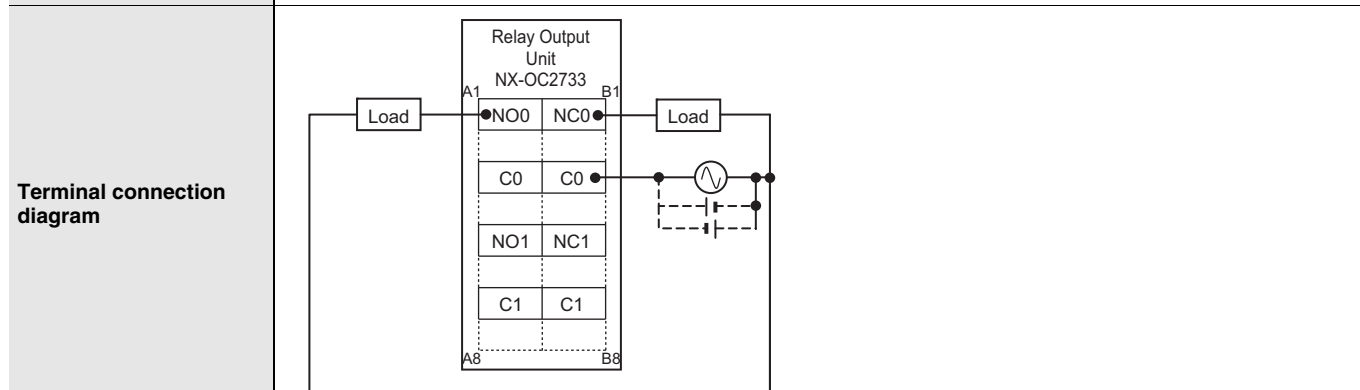 Terminal connection
diagram
Relay Output
Unit
NX-OC2733
A1 B1
Load NO0 NC0 Load
C0 C0
NO1 NC1
C1 C1
A8 B8